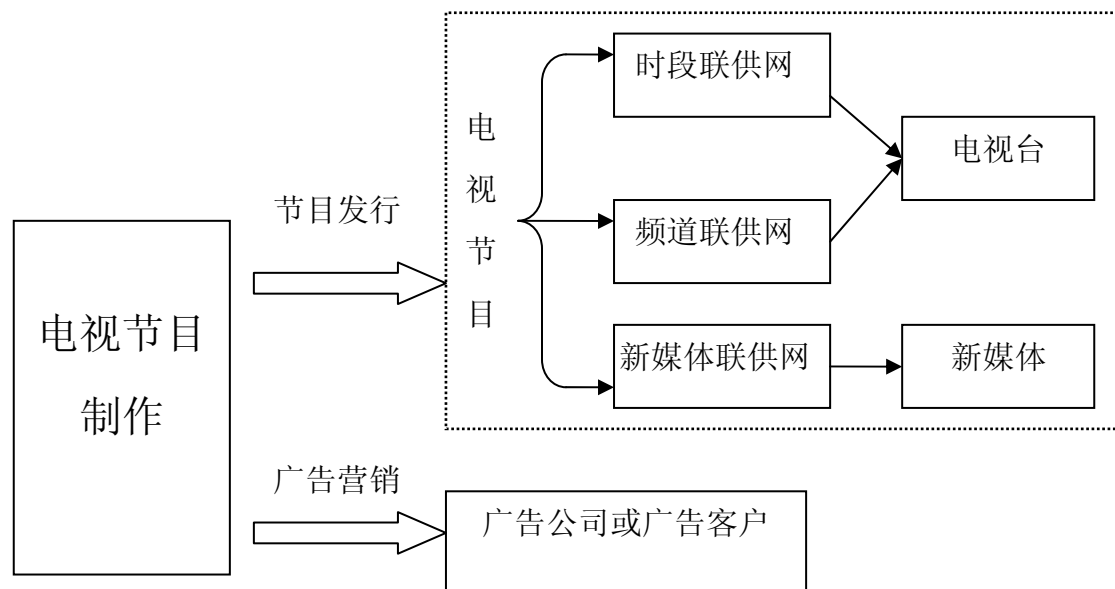 电视节目
制作
节目发行
广告营销
电
视
节
目
时段联供网
频道联供网
新媒体联供网
电视台
新媒体
广告公司或广告客户